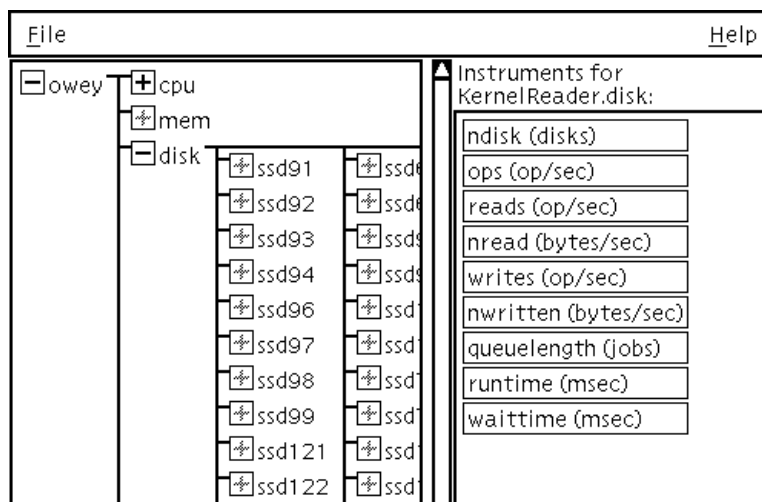 File
Help
owey
cpu
mem
disk
ssd91
ssd92
ssd93
ssd94
ssd96
ssd97
ssd98
ssd99
ssd121
ssd122
Instruments for
KernelReader.disk:
ndisk (disks)
ops (op/sec)
reads (op/sec)
nread (bytes/sec)
writes (op/sec)
nwritten (bytes/sec)
queuelength (jobs)
runtime (msec)
waittime (msec)